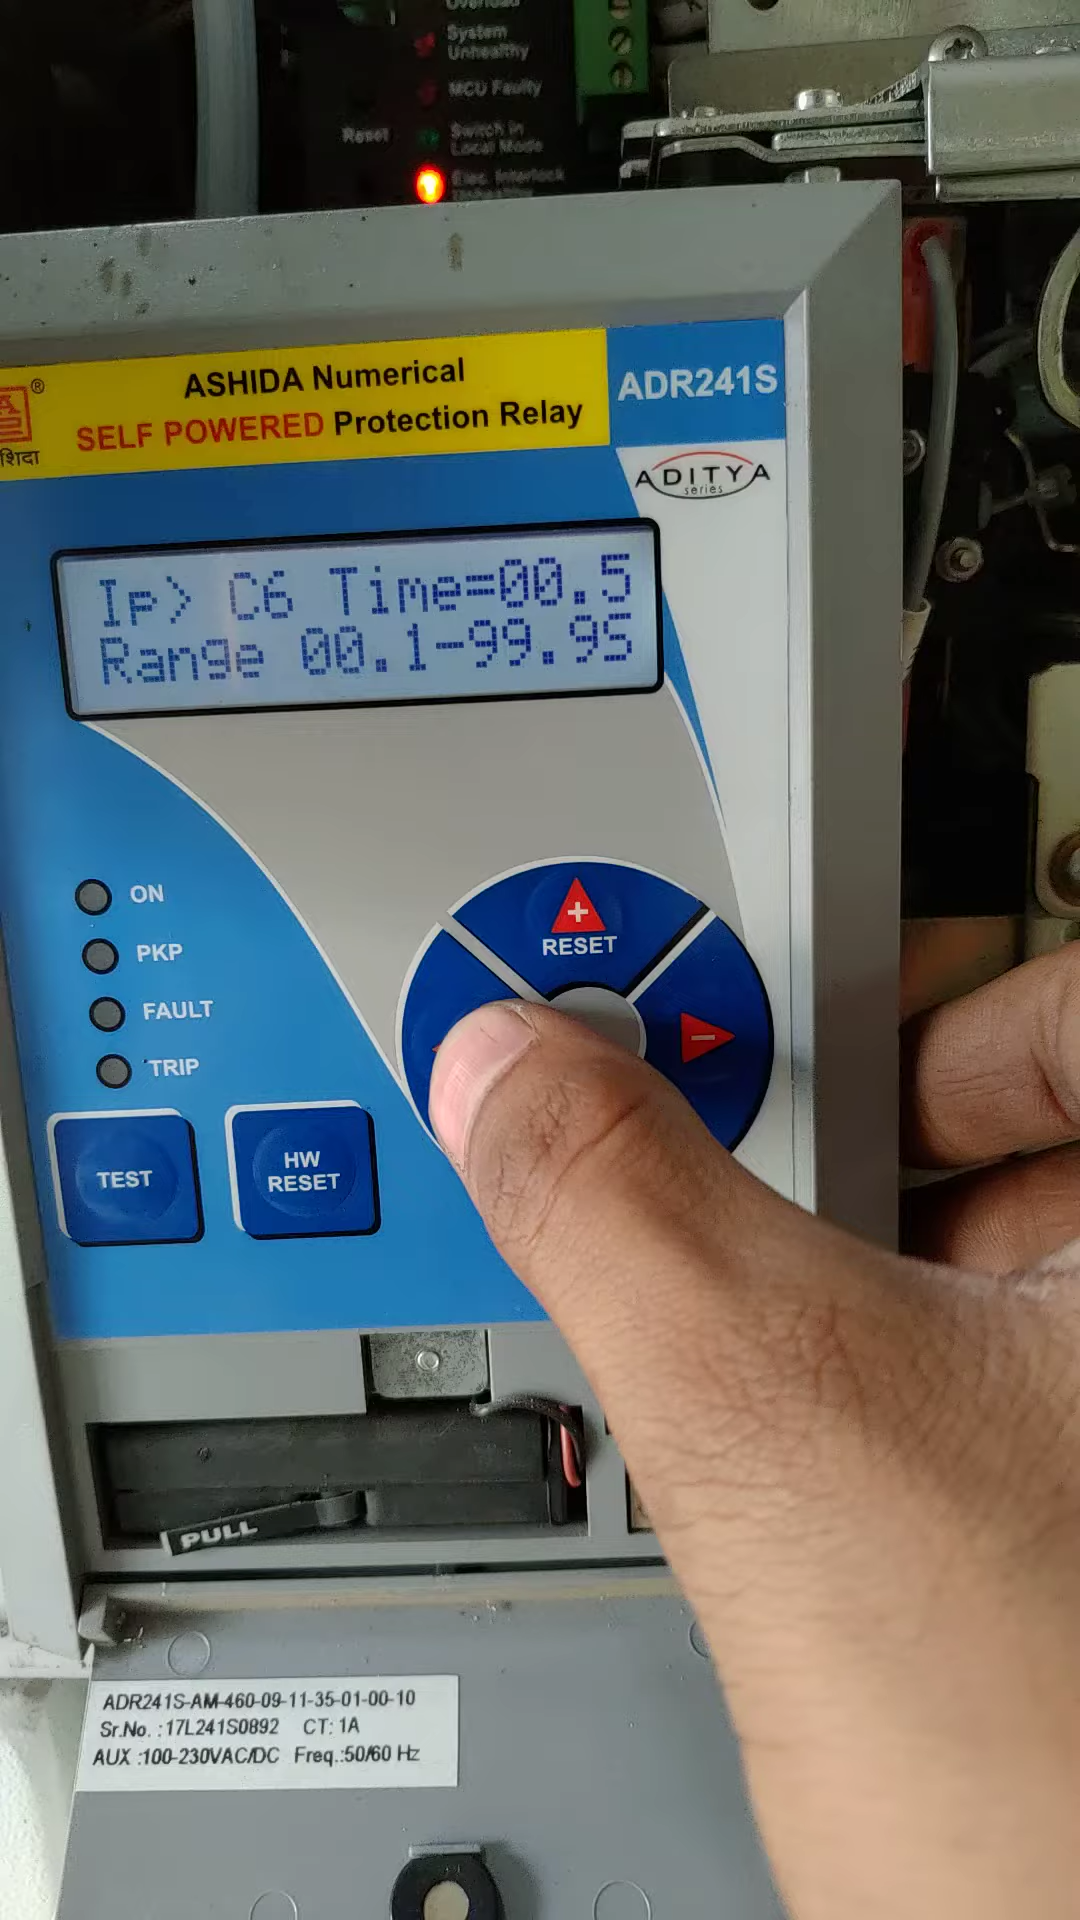 Overload
System
Unhealthy
MCU Faulty
Reset
Switch in
Local Mode
Elec. Interlock
®
शिदा
ASHIDA Numerical
SELF POWERED Protection Relay
ADR241S
ADITYA
series
Ip> C6 Time=00.5
Range 00.1-99.9S
ON
PKP
FAULT
TRIP
+
RESET
−
TEST
HW
RESET
PULL
ADR241S-AM-460-09-11-35-01-00-10
Sr.No. :17L241S0892 CT: 1A
AUX :100-230VAC/DC Freq.:50/60 Hz